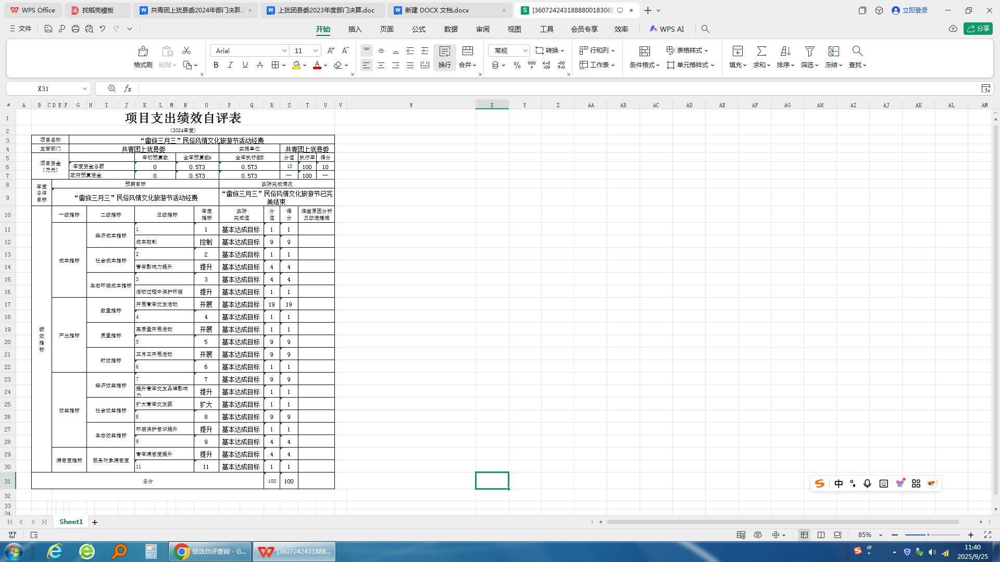 WPS Office 找稻壳模板 共青团上犹县委2024年部门决算. 上犹团县委2023年度部门决算.doc 新建 DOCX 文档.docx [360724243188880018306] 立即登录
文件 开始 插入 页面 公式 数据 审阅 视图 工具 会员专享 效率 WPS AI 分享
格式刷 粘贴 Arial 11 换行 合并 常规 转换 行和列 工作表 条件格式 表格样式 单元格样式 填充 求和 排序 筛选 冻结 查找
X31
A B C D E F G H I J K L M N O P Q R S T U V W X Y Z AA AB AC AD AE AF AG AH AI AJ AK AL AM
1 项目支出绩效自评表
2 （2024年度）
3 项目名称 “畲族三月三”民俗风情文化旅游节活动经费
4 主管部门 共青团上犹县委 实施单位 共青团上犹县委
5 项目资金（万元） 年初预算数 全年预算数A 全年执行数B 分值 执行率 得分
6 年度资金总额 0 0.573 0.573 10 100 10
7 政府预算资金 0 0.573 0.573 — 100 —
8 年度总体目标 预期目标 实际完成情况
9 “畲族三月三”民俗风情文化旅游节活动经费 “畲族三月三”民俗风情文化旅游节已完美结束
10 一级指标 二级指标 三级指标 年度指标 实际完成值 分值 得分 偏差原因分析及改进措施
11 绩效指标 成本指标 经济成本指标 1 1 基本达成目标 1 1
12 成本控制 控制 基本达成目标 9 9
13 社会成本指标 2 2 基本达成目标 1 1
14 青年影响力提升 提升 基本达成目标 4 4
15 生态环境成本指标 3 3 基本达成目标 4 4
16 活动过程中保护环境 提升 基本达成目标 1 1
17 产出指标 数量指标 开展青年交友活动 开展 基本达成目标 19 19
18 4 4 基本达成目标 1 1
19 质量指标 高质量开展活动 开展 基本达成目标 1 1
20 5 5 基本达成目标 9 9
21 时效指标 三月三开展活动 开展 基本达成目标 9 9
22 6 6 基本达成目标 1 1
23 效益指标 经济效益指标 7 7 基本达成目标 9 9
24 提升青年交友品牌影响力 提升 基本达成目标 1 1
25 社会效益指标 扩大青年交友圈 扩大 基本达成目标 1 1
26 8 8 基本达成目标 9 9
27 生态效益指标 环境保护意识提升 提升 基本达成目标 1 1
28 9 9 基本达成目标 4 4
29 满意度指标 服务对象满意度 青年满意度提升 提升 基本达成目标 4 4
30 11 11 基本达成目标 1 1
31 总分 100 100
32
33
34
中
Sheet1
85%
绩效自评查询 - G... [3607242431888... 11:40
2025/9/25